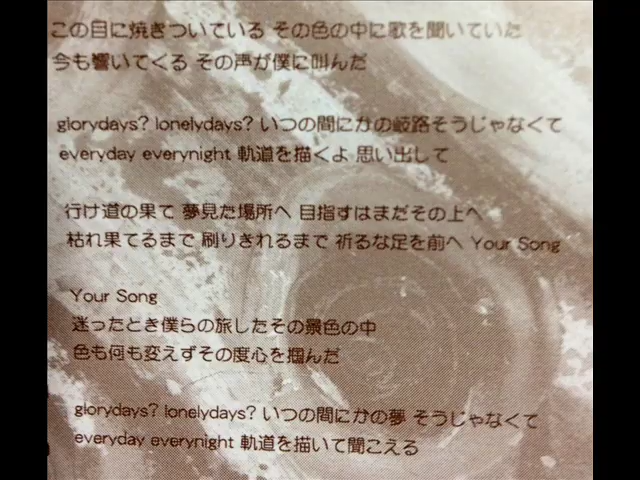 この目に焼きついている その色の中に歌を聞いていた
今も響いてくる その声が僕に叫んだ
glorydays? lonelydays? いつの間にかの岐路そうじゃなくて
everyday everynight 軌道を描くよ 思い出して
行け道の果て 夢見た場所へ 目指すはまだその上へ
枯れ果てるまで 刷りきれるまで 祈るな足を前へ Your Song
Your Song
迷ったとき僕らの旅したその景色の中
色も何も変えずその度心を掴んだ
glorydays? lonelydays? いつの間にかの夢 そうじゃなくて
everyday everynight 軌道を描いて聞こえる